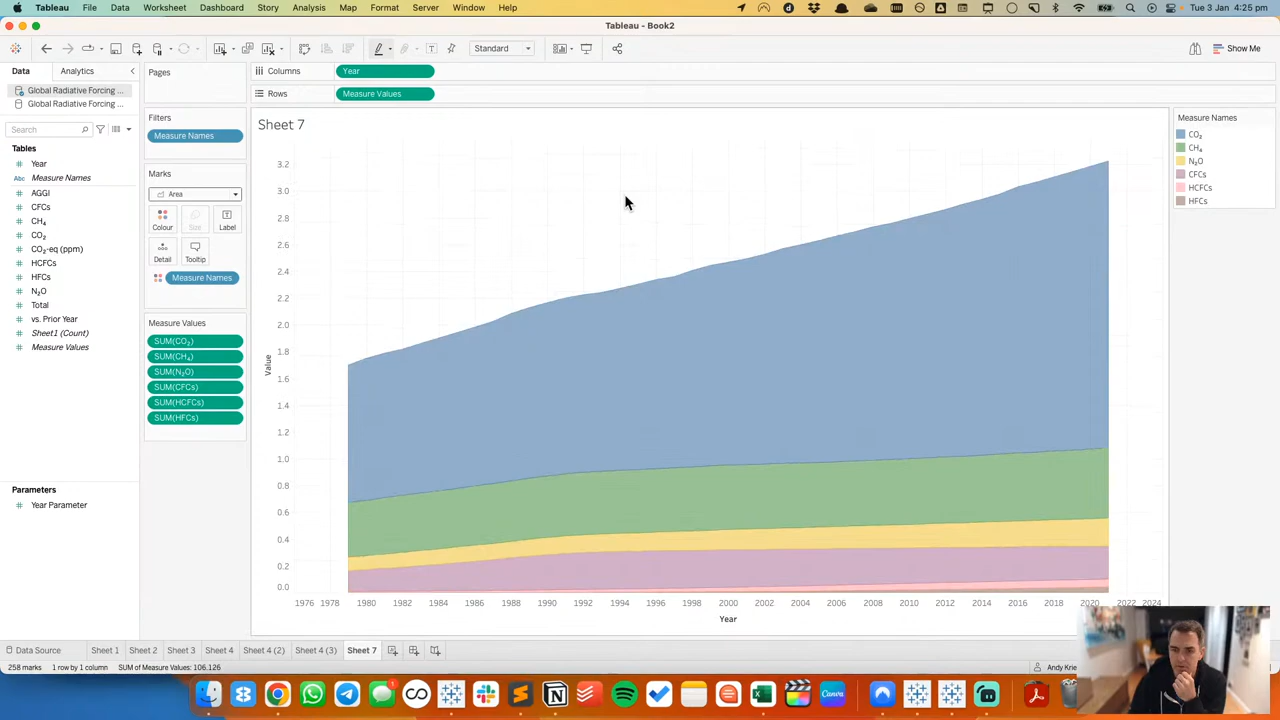 Tableau File Data Worksheet Dashboard Story Analysis Map Format Server Window Help Tue 3 Jan 4:25 pm
Tableau - Book2
Standard Show Me
Data Analytics
Pages
Columns Year
Rows Measure Values
Global Radiative Forcing ...
Global Radiative Forcing ...
Search
Tables
Year
Abc Measure Names
AGGI
CFCs
CH₄
CO₂
CO₂-eq (ppm)
HCFCs
HFCs
N₂O
Total
vs. Prior Year
Sheet1 (Count)
Measure Values
Parameters
Year Parameter
Filters
Measure Names
Marks
Area
Colour Size Label
Detail Tooltip
Measure Names
Measure Values
SUM(CO₂)
SUM(CH₄)
SUM(N₂O)
SUM(CFCs)
SUM(HCFCs)
SUM(HFCs)
Sheet 7
3.2
3.0
2.8
2.6
2.4
2.2
2.0
1.8
1.6
1.4
1.2
1.0
0.8
0.6
0.4
0.2
0.0
Value
1976 1978 1980 1982 1984 1986 1988 1990 1992 1994 1996 1998 2000 2002 2004 2006 2008 2010 2012 2014 2016 2018 2020 2022 2024
Year
Measure Names
CO₂
CH₄
N₂O
CFCs
HCFCs
HFCs
Data Source Sheet 1 Sheet 2 Sheet 3 Sheet 4 Sheet 4 (2) Sheet 4 (3) Sheet 7
258 marks 1 row by 1 column SUM of Measure Values: 106,126 Andy Krie
Canva